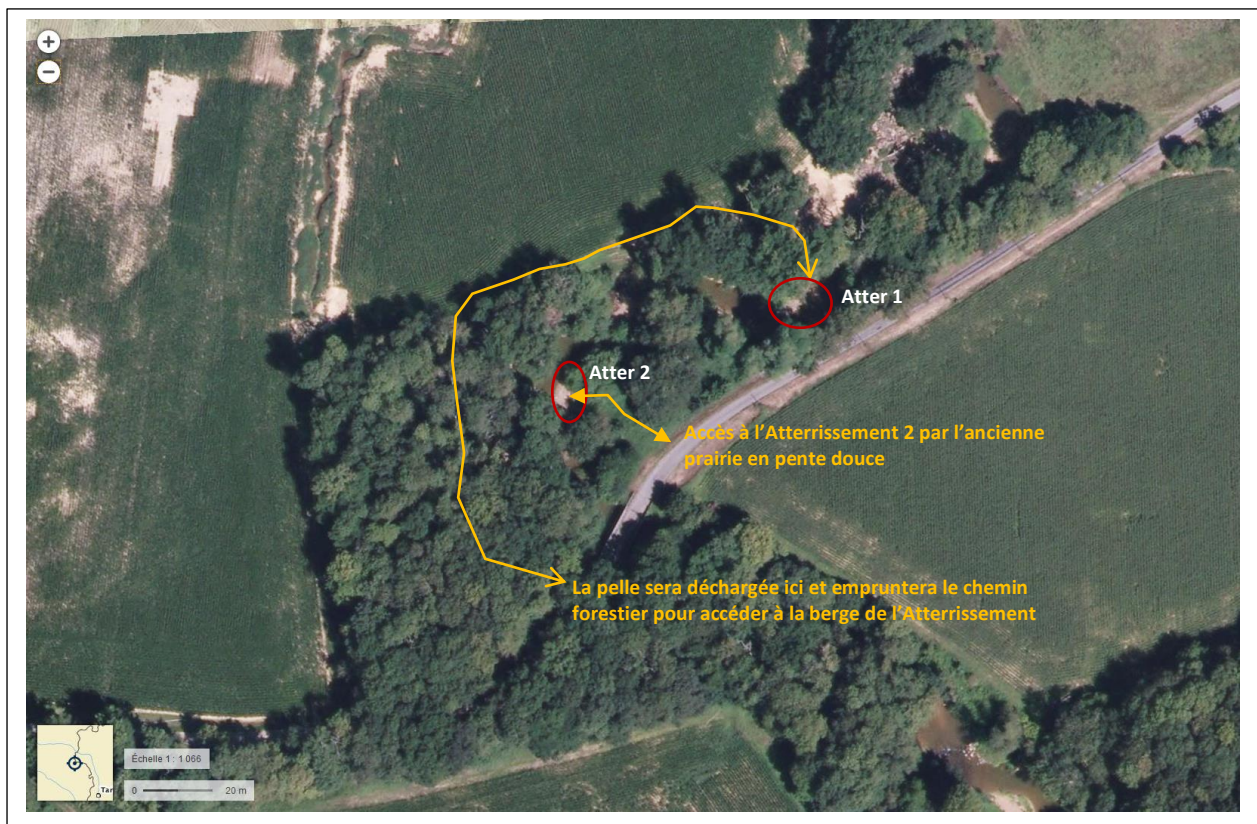 +
−
Atter 1
Atter 2
Accès à l’Atterrissement 2 par l’ancienne
prairie en pente douce
La pelle sera déchargée ici et empruntera le chemin
forestier pour accéder à la berge de l’Atterrissement
Échelle 1 : 1 066
0 20 m
Tar